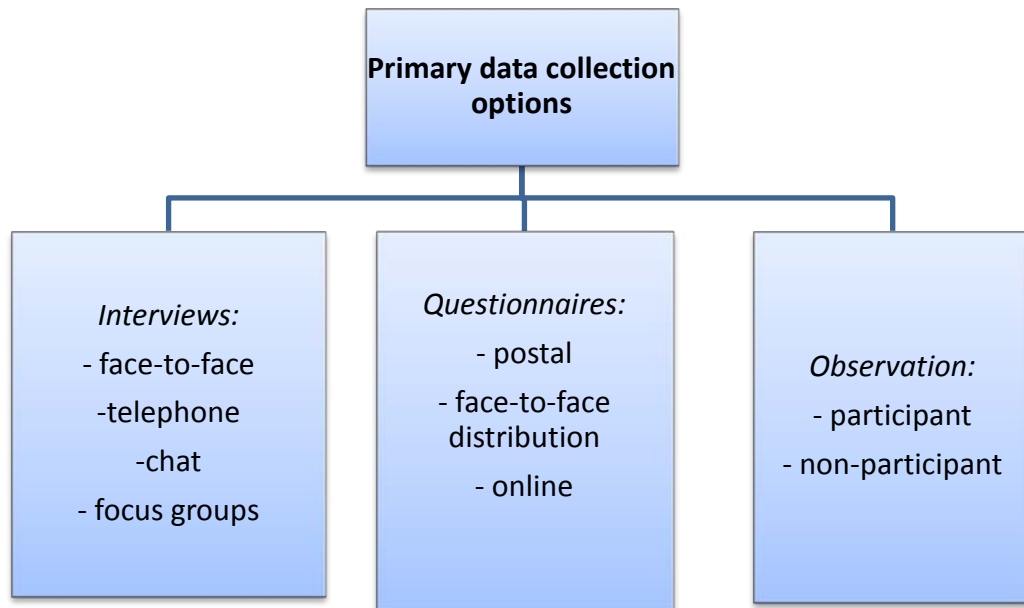 Primary data collection
options
Interviews:
- face-to-face
-telephone
-chat
- focus groups
Questionnaires:
- postal
- face-to-face
distribution
- online
Observation:
- participant
- non-participant